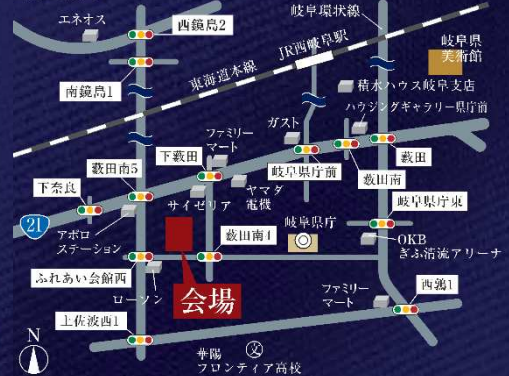 エネオス
西鏡島2
岐阜環状線
JR西岐阜駅
岐阜県
美術館
東海道本線
南鏡島1
積水ハウス岐阜支店
ハウジングギャラリー県庁前
ガスト
ファミリー
マート
下薮田
薮田南5
薮田
岐阜県庁前
薮田南
下奈良
サイゼリア
ヤマダ
電機
岐阜県庁東
21
アポロ
ステーション
岐阜県庁
薮田南4
OKB
ぎふ清流アリーナ
ふれあい会館西
ローソン
会場
ファミリー
マート
西鶉1
上佐波西1
N
華陽
フロンティア高校
文